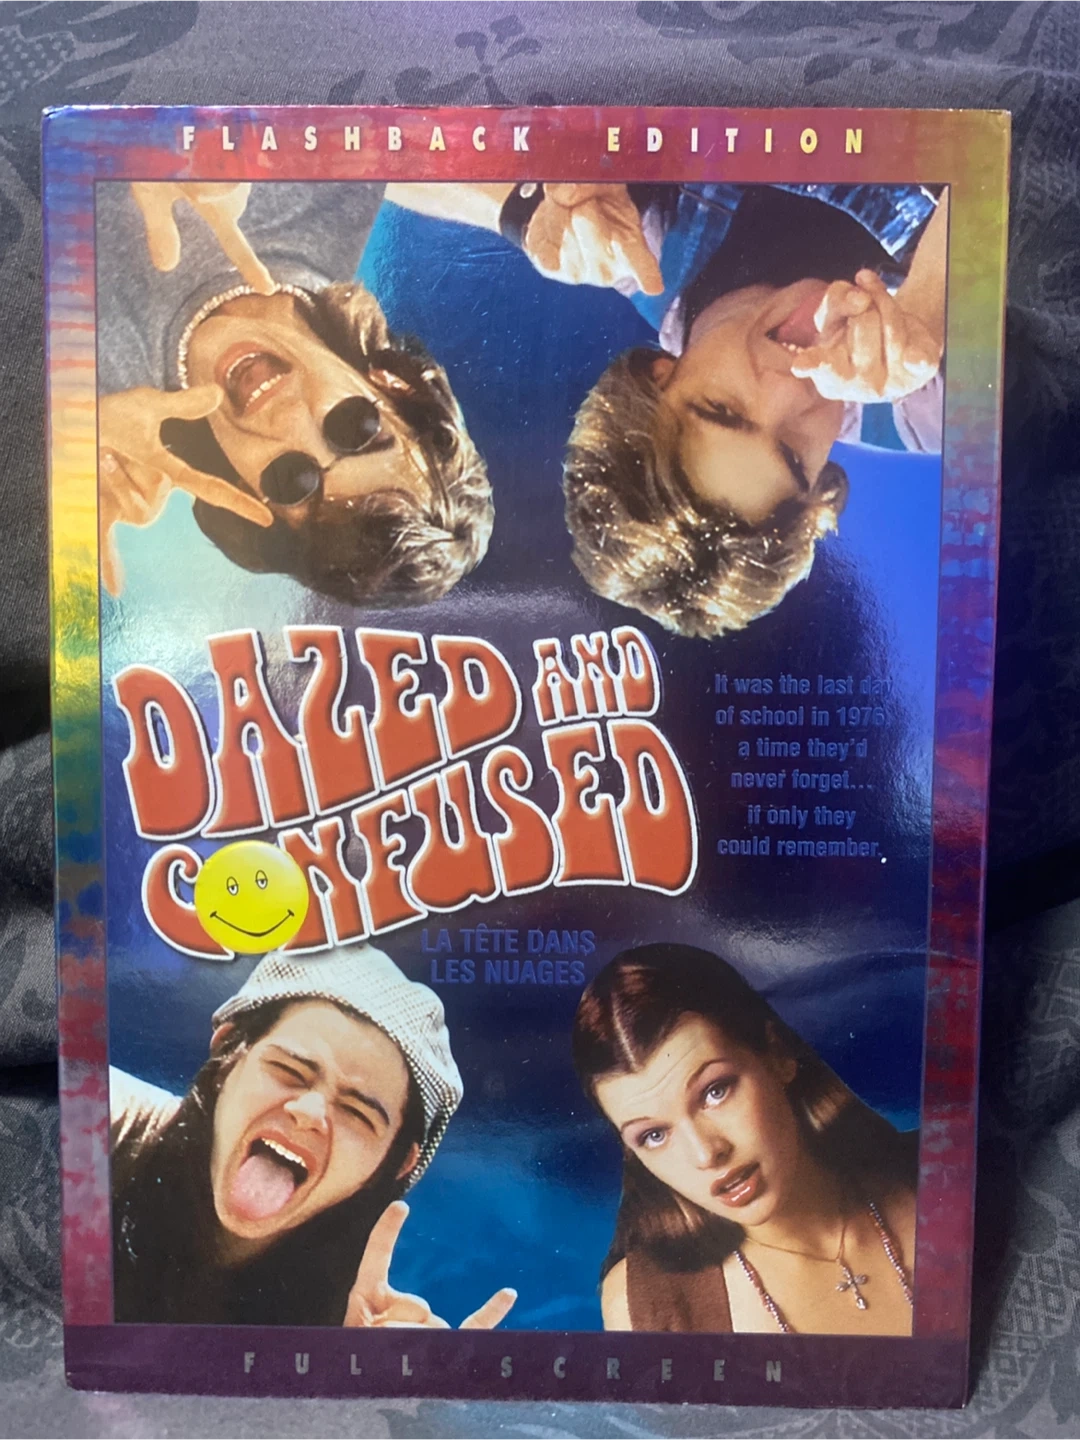 FLASHBACK EDITION
DAZED AND
CONFUSED
It was the last day
of school in 1976,
a time they'd
never forget...
if only they
could remember.
LA TÊTE DANS
LES NUAGES
FULL SCREEN